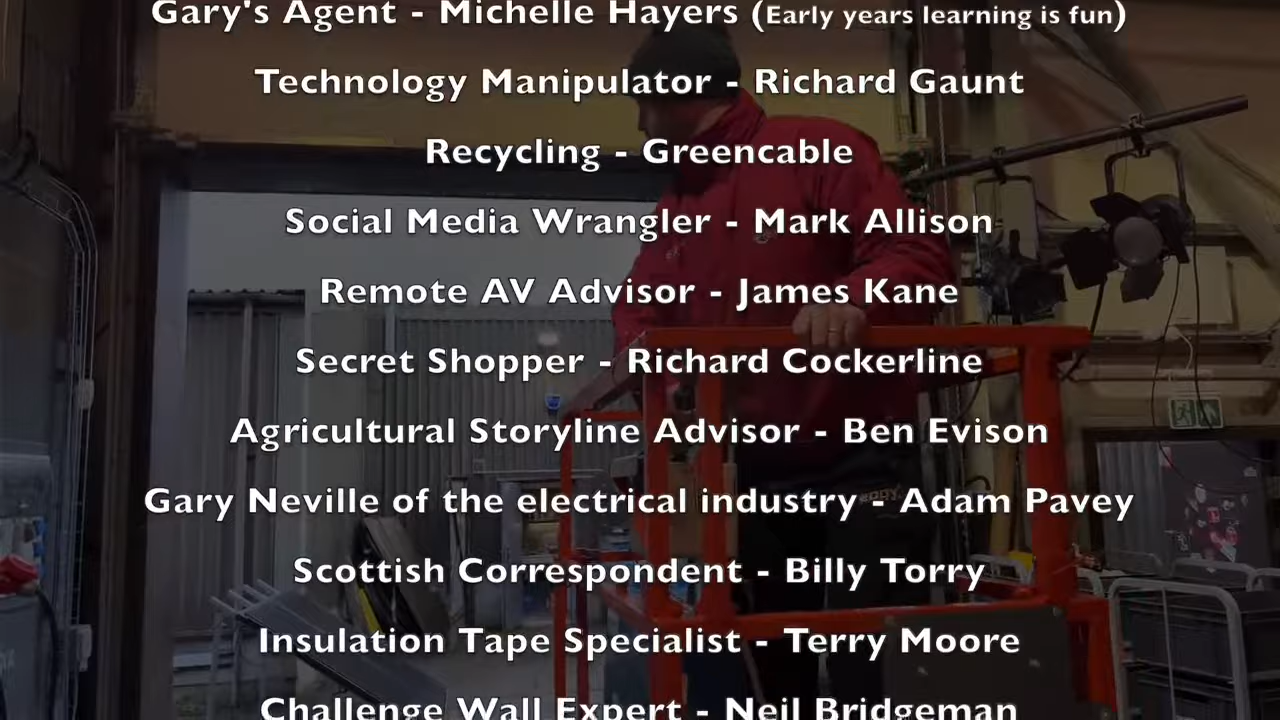 Gary's Agent - Michelle Hayers (Early years learning is fun)
Technology Manipulator - Richard Gaunt
Recycling - Greencable
Social Media Wrangler - Mark Allison
Remote AV Advisor - James Kane
Secret Shopper - Richard Cockerline
Agricultural Storyline Advisor - Ben Evison
Gary Neville of the electrical industry - Adam Pavey
Scottish Correspondent - Billy Torry
Insulation Tape Specialist - Terry Moore
Challenge Wall Expert - Neil Bridgeman